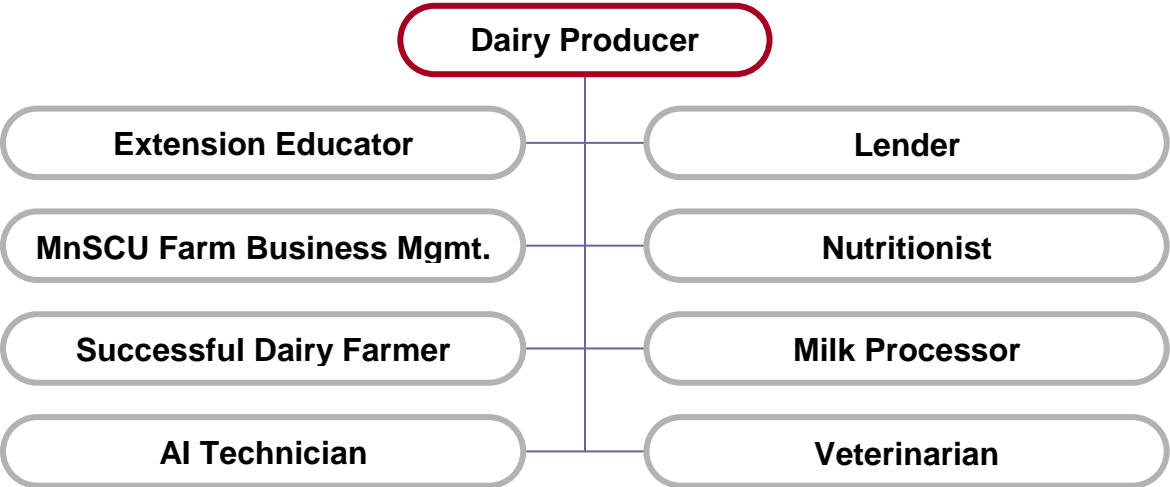 Dairy Producer
Extension Educator
Lender
MnSCU Farm Business Mgmt.
Nutritionist
Successful Dairy Farmer
Milk Processor
AI Technician
Veterinarian